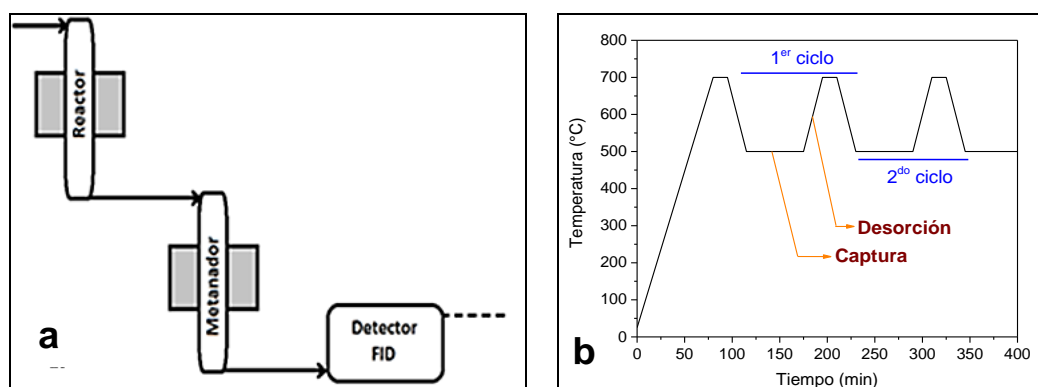 Reactor
Metanador
Detector
FID
a
800
700
600
500
400
300
200
100
0
Temperatura (°C)
1er ciclo
2do ciclo
Desorción
Captura
b
0 50 100 150 200 250 300 350 400
Tiempo (min)